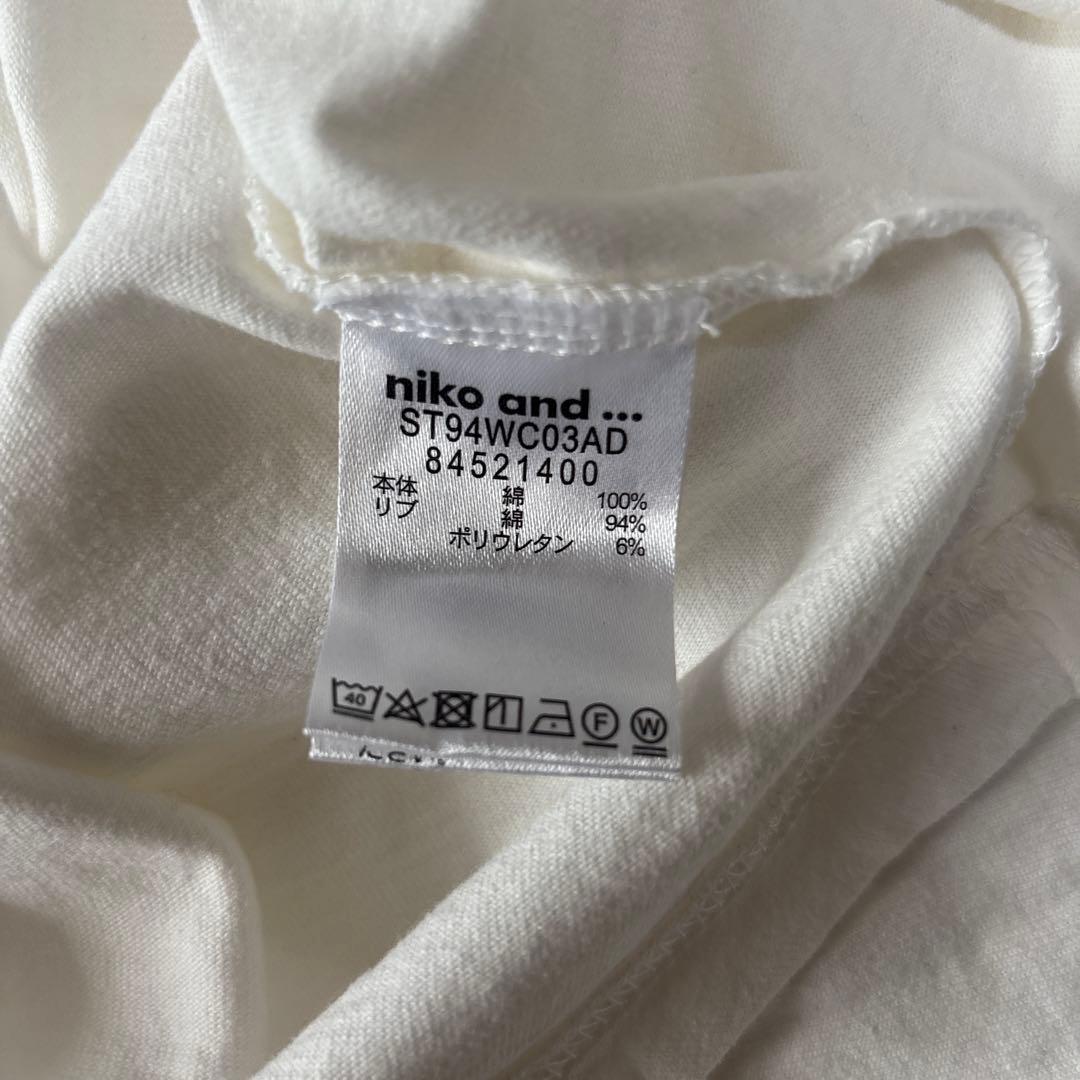 niko and ...
ST94WC03AD
84521400
本体 綿 100%
リブ 綿 94%
ポリウレタン 6%
40
F W